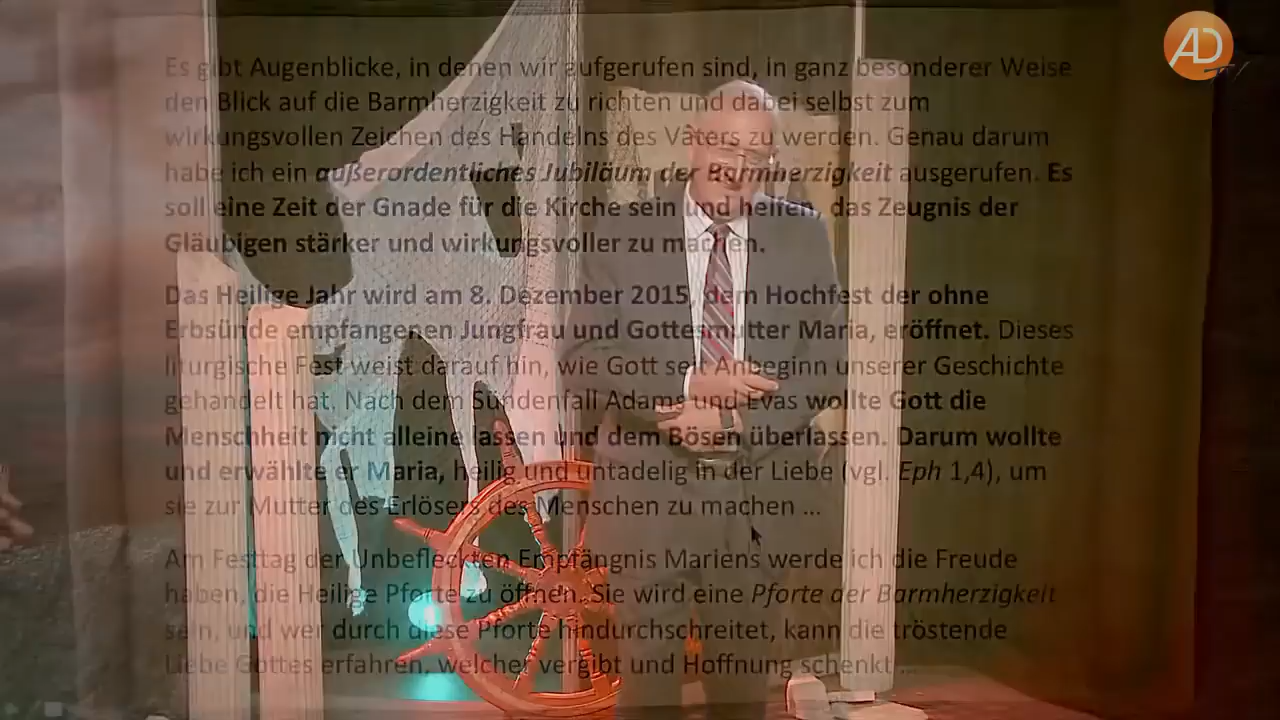 AD
TV
Es gibt Augenblicke, in denen wir aufgerufen sind, in ganz besonderer Weise
den Blick auf die Barmherzigkeit zu richten und dabei selbst zum
wirkungsvollen Zeichen des Handelns des Vaters zu werden. Genau darum
habe ich ein außerordentliches Jubiläum der Barmherzigkeit ausgerufen. Es
soll eine Zeit der Gnade für die Kirche sein und helfen, das Zeugnis der
Gläubigen stärker und wirkungsvoller zu machen.
Das Heilige Jahr wird am 8. Dezember 2015, dem Hochfest der ohne
Erbsünde empfangenen Jungfrau und Gottesmutter Maria, eröffnet. Dieses
liturgische Fest weist darauf hin, wie Gott seit Anbeginn unserer Geschichte
gehandelt hat. Nach dem Sündenfall Adams und Evas wollte Gott die
Menschheit nicht alleine lassen und dem Bösen überlassen. Darum wollte
und erwählte er Maria, heilig und untadelig in der Liebe (vgl. Eph 1,4), um
sie zur Mutter des Erlösers des Menschen zu machen ...
Am Festtag der Unbefleckten Empfängnis Mariens werde ich die Freude
haben, die Heilige Pforte zu öffnen. Sie wird eine Pforte der Barmherzigkeit
sein, und wer durch diese Pforte hindurchschreitet, kann die tröstende
Liebe Gottes erfahren, welcher vergibt und Hoffnung schenkt ...